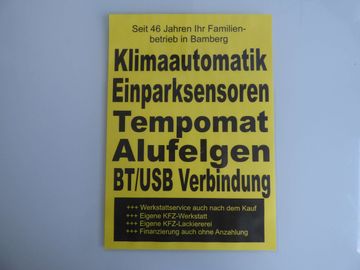 Seit 46 Jahren Ihr Familien-
betrieb in Bamberg
Klimaautomatik
Einparksensoren
Tempomat
Alufelgen
BT/USB Verbindung
+++ Werkstattservice auch nach dem Kauf
+++ Eigene KFZ-Werkstatt
+++ Eigene KFZ-Lackiererei
+++ Finanzierung auch ohne Anzahlung